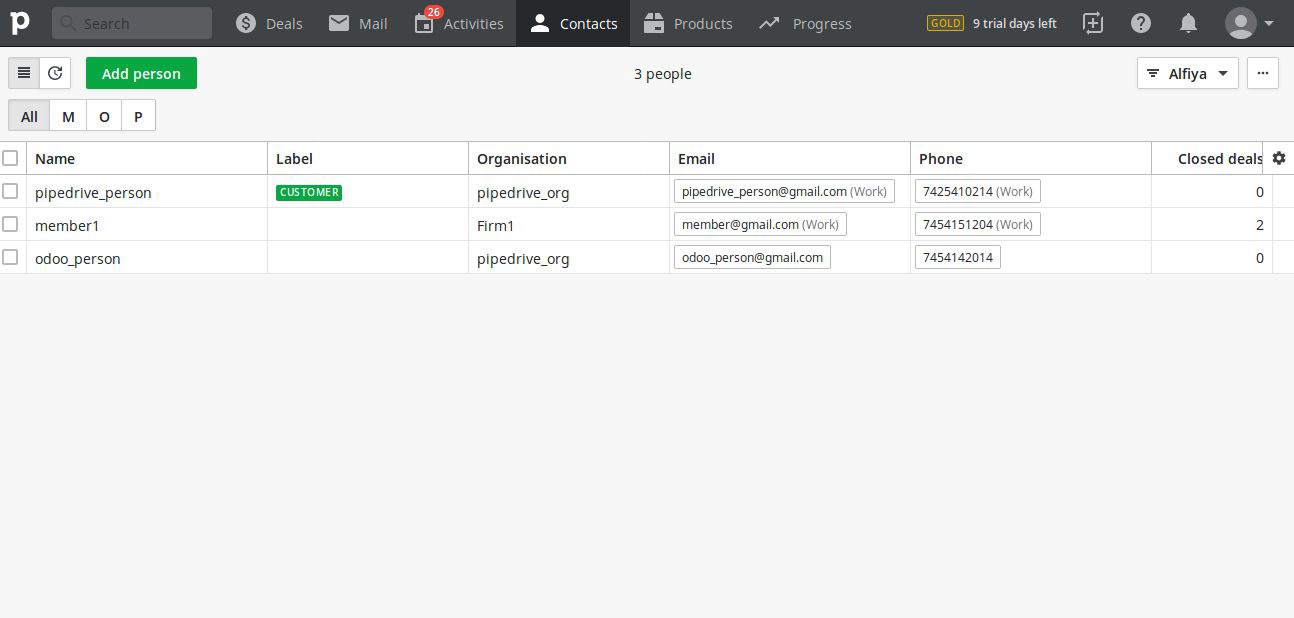 p Search Deals Mail 26 Activities Contacts Products Progress GOLD 9 trial days left
Add person 3 people Alfiya
All M O P
Name Label Organisation Email Phone Closed deals
pipedrive_person CUSTOMER pipedrive_org pipedrive_person@gmail.com (Work) 7425410214 (Work) 0
member1 Firm1 member@gmail.com (Work) 7454151204 (Work) 2
odoo_person pipedrive_org odoo_person@gmail.com 7454142014 0